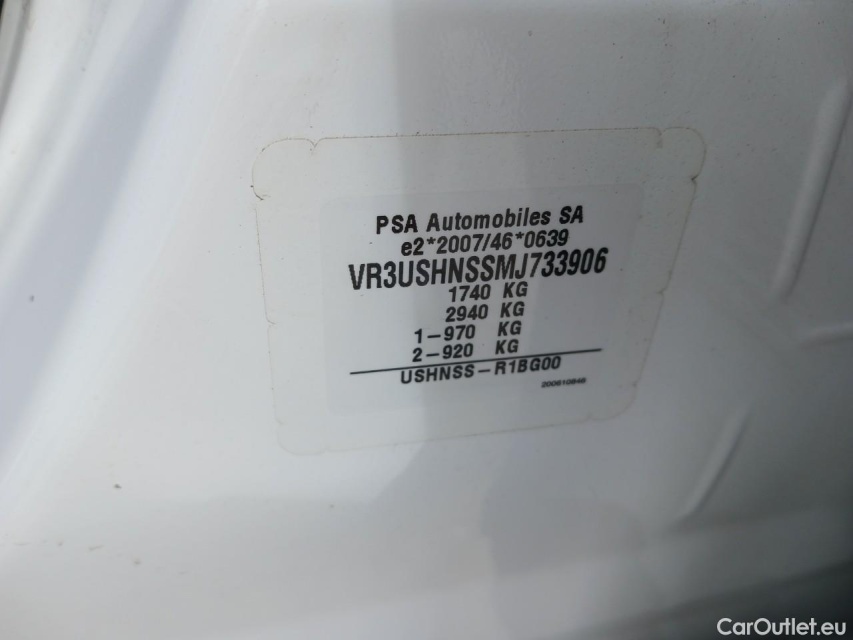 PSA Automobiles SA
e2*2007/46*0639
VR3USHNSSMJ733906
1740 KG
2940 KG
1-970 KG
2-920 KG
USHNSS-R1BG00
200610846
CarOutlet.eu